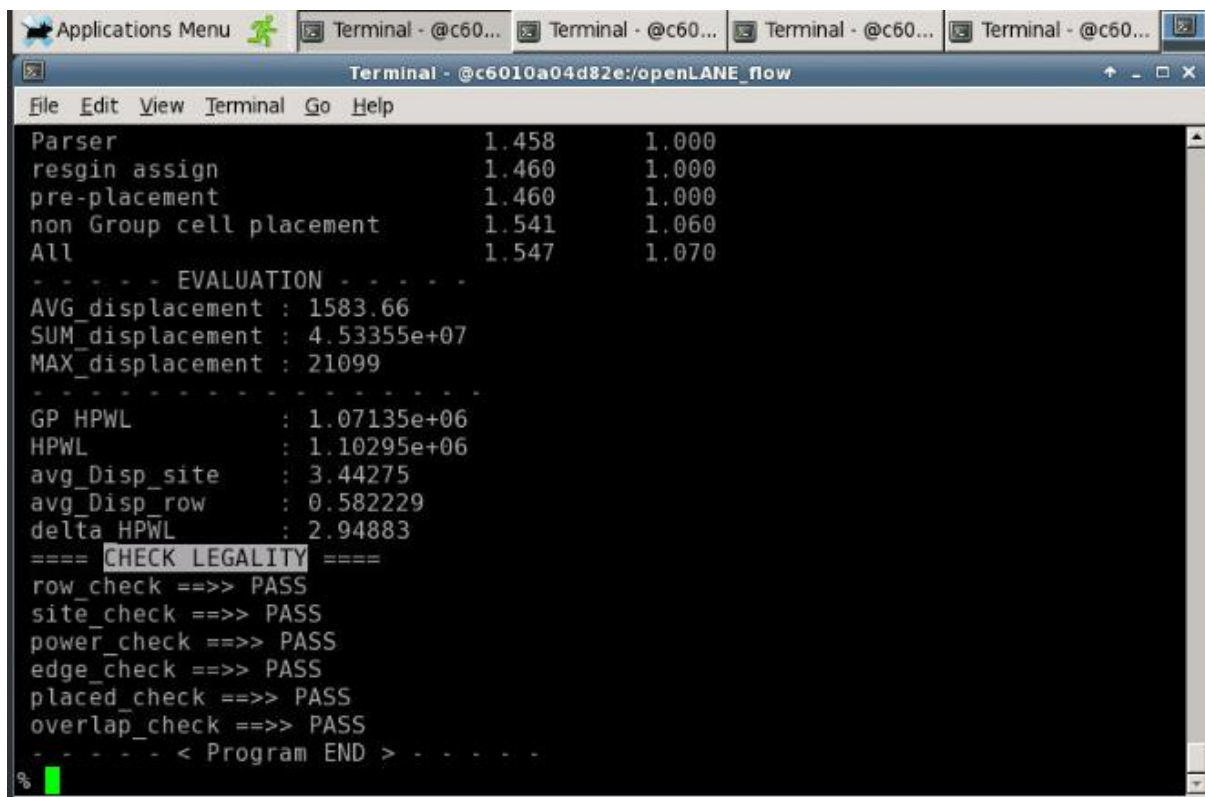 Applications Menu Terminal - @c60... Terminal - @c60... Terminal - @c60... Terminal - @c60...
Terminal - @c6010a04d82e:/openLANE_flow
File Edit View Terminal Go Help
Parser 1.458 1.000
resgin assign 1.460 1.000
pre-placement 1.460 1.000
non Group cell placement 1.541 1.060
All 1.547 1.070
- - - - - EVALUATION - - - - -
AVG_displacement : 1583.66
SUM_displacement : 4.53355e+07
MAX_displacement : 21099
- - - - - - - - - - - - - - - -
GP HPWL : 1.07135e+06
HPWL : 1.10295e+06
avg_Disp_site : 3.44275
avg_Disp_row : 0.582229
delta_HPWL : 2.94883
==== CHECK LEGALITY ====
row_check ==>> PASS
site_check ==>> PASS
power_check ==>> PASS
edge_check ==>> PASS
placed_check ==>> PASS
overlap_check ==>> PASS
- - - - - < Program END > - - - - -
%